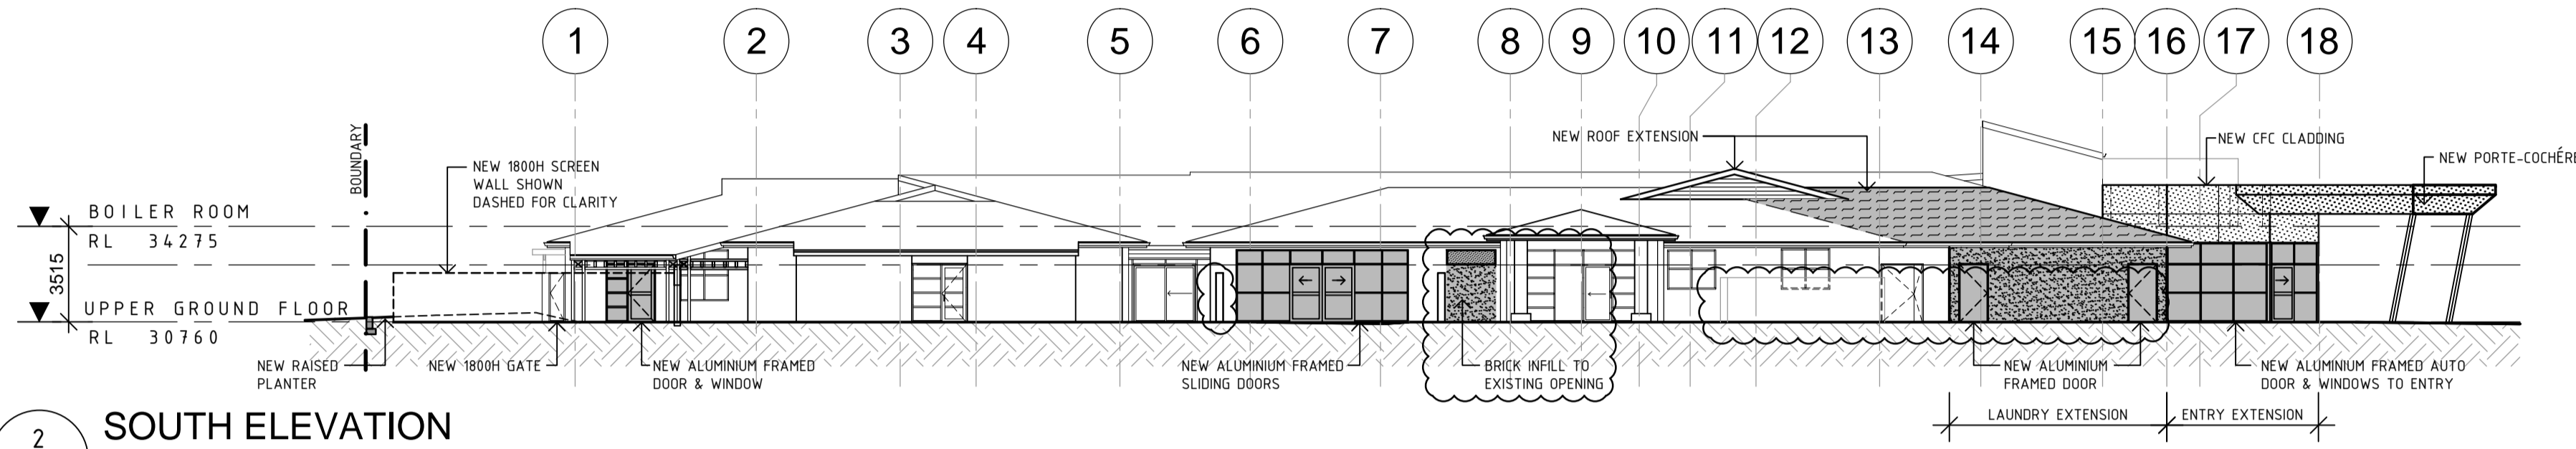 1 2 3 4 5 6 7 8 9 10 11 12 13 14 15 16 17 18
BOUNDARY
NEW 1800H SCREEN
WALL SHOWN
DASHED FOR CLARITY
NEW ROOF EXTENSION
NEW CFC CLADDING
NEW PORTE-COCHÉRE
BOILER ROOM
RL 34275
3515
UPPER GROUND FLOOR
RL 30760
NEW RAISED
PLANTER
NEW 1800H GATE
NEW ALUMINIUM FRAMED
DOOR & WINDOW
NEW ALUMINIUM FRAMED
SLIDING DOORS
BRICK INFILL TO
EXISTING OPENING
NEW ALUMINIUM
FRAMED DOOR
NEW ALUMINIUM FRAMED AUTO
DOOR & WINDOWS TO ENTRY
LAUNDRY EXTENSION
ENTRY EXTENSION
2
SOUTH ELEVATION